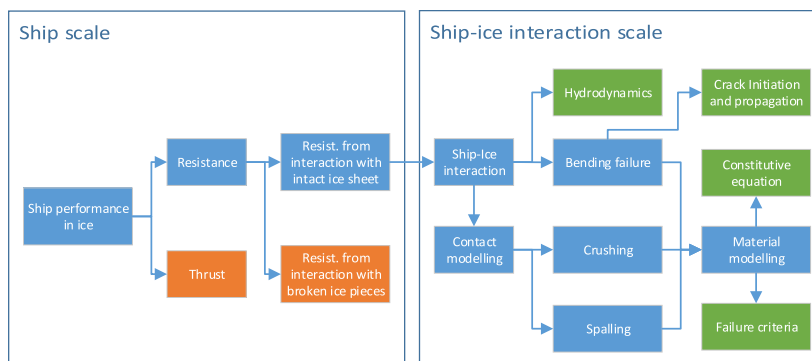 Ship scale
Ship performance
in ice
Resistance
Thrust
Resist. from
interaction with
intact ice sheet
Resist. from
interaction with
broken ice pieces
Ship-ice interaction scale
Ship-Ice
interaction
Contact
modelling
Hydrodynamics
Bending failure
Crushing
Spalling
Crack Initiation
and propagation
Constitutive
equation
Material
modelling
Failure criteria